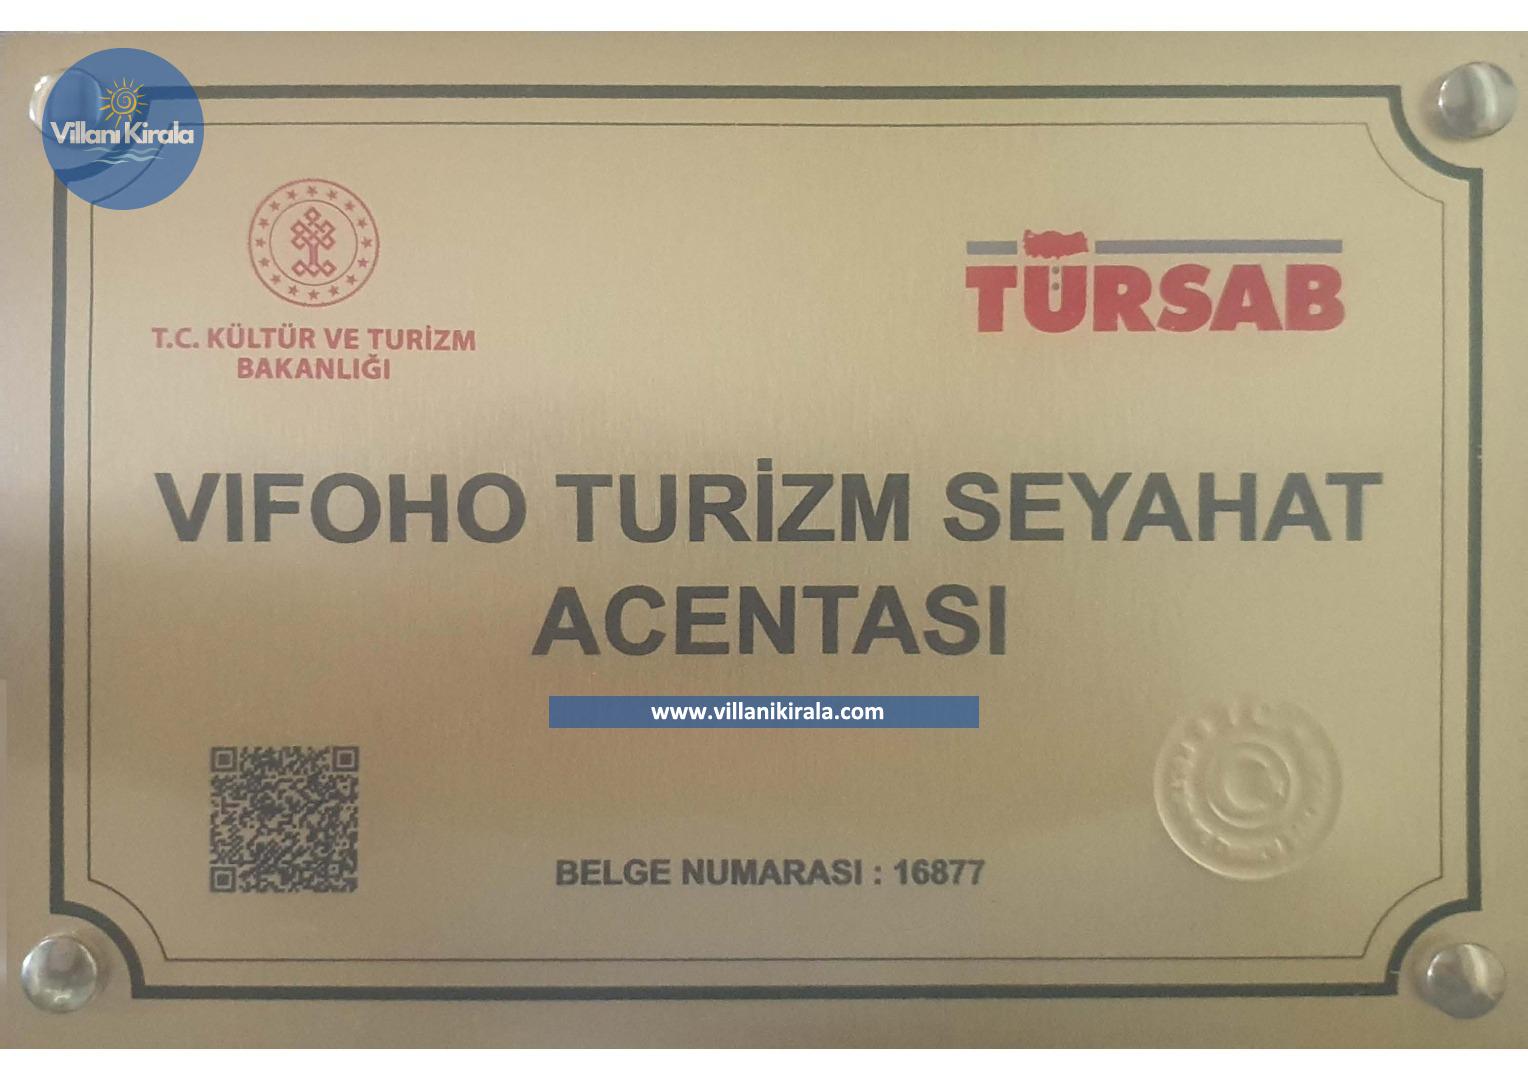 Villanı Kirala
T.C. KÜLTÜR VE TURİZM
BAKANLIĞI
TÜRSAB
VIFOHO TURİZM SEYAHAT
ACENTASI
www.villanikirala.com
BELGE NUMARASI : 16877